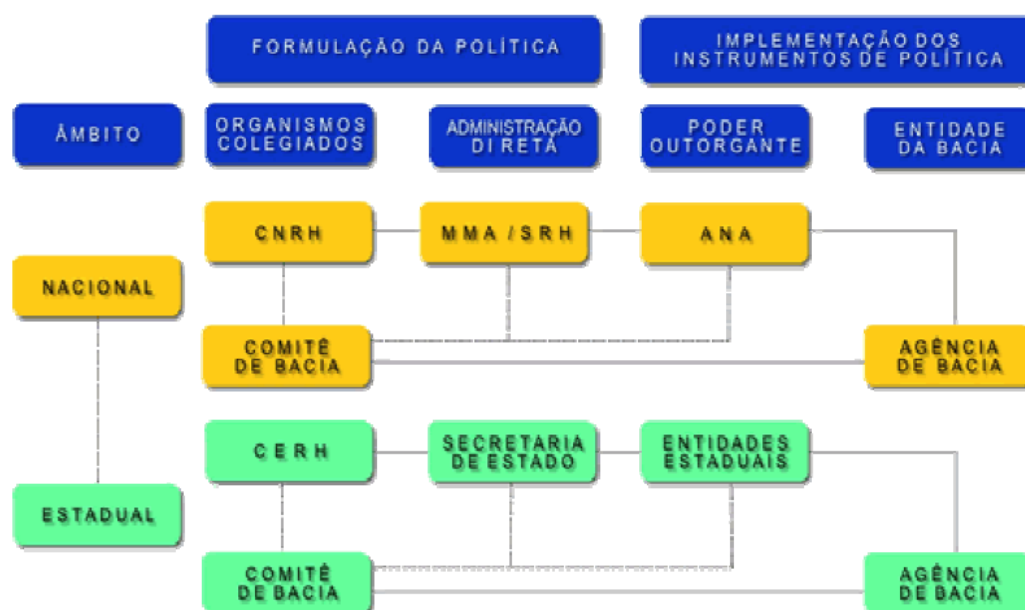 FORMULAÇÃO DA POLÍTICA
IMPLEMENTAÇÃO DOS
INSTRUMENTOS DE POLÍTICA
ÂMBITO
ORGANISMOS
COLEGIADOS
ADMINISTRAÇÃO
DIRETA
PODER
OUTORGANTE
ENTIDADE
DA BACIA
NACIONAL
CNRH
MMA / SRH
ANA
COMITÊ
DE BACIA
AGÊNCIA
DE BACIA
ESTADUAL
CERH
SECRETARIA
DE ESTADO
ENTIDADES
ESTADUAIS
COMITÊ
DE BACIA
AGÊNCIA
DE BACIA